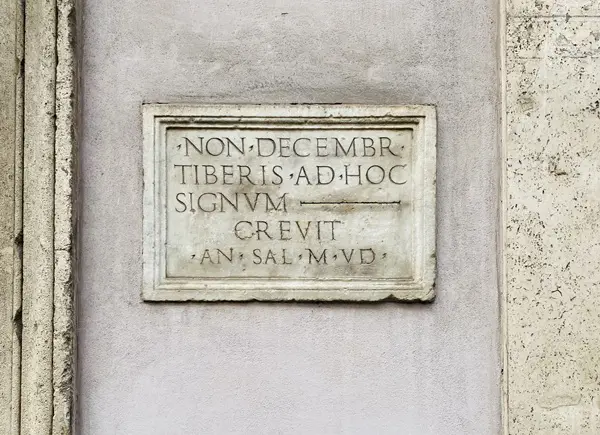 ·NON·DECEMBR·
TIBERIS·AD·HOC
SIGNVM
CREVIT
·AN·SAL·M·VD·